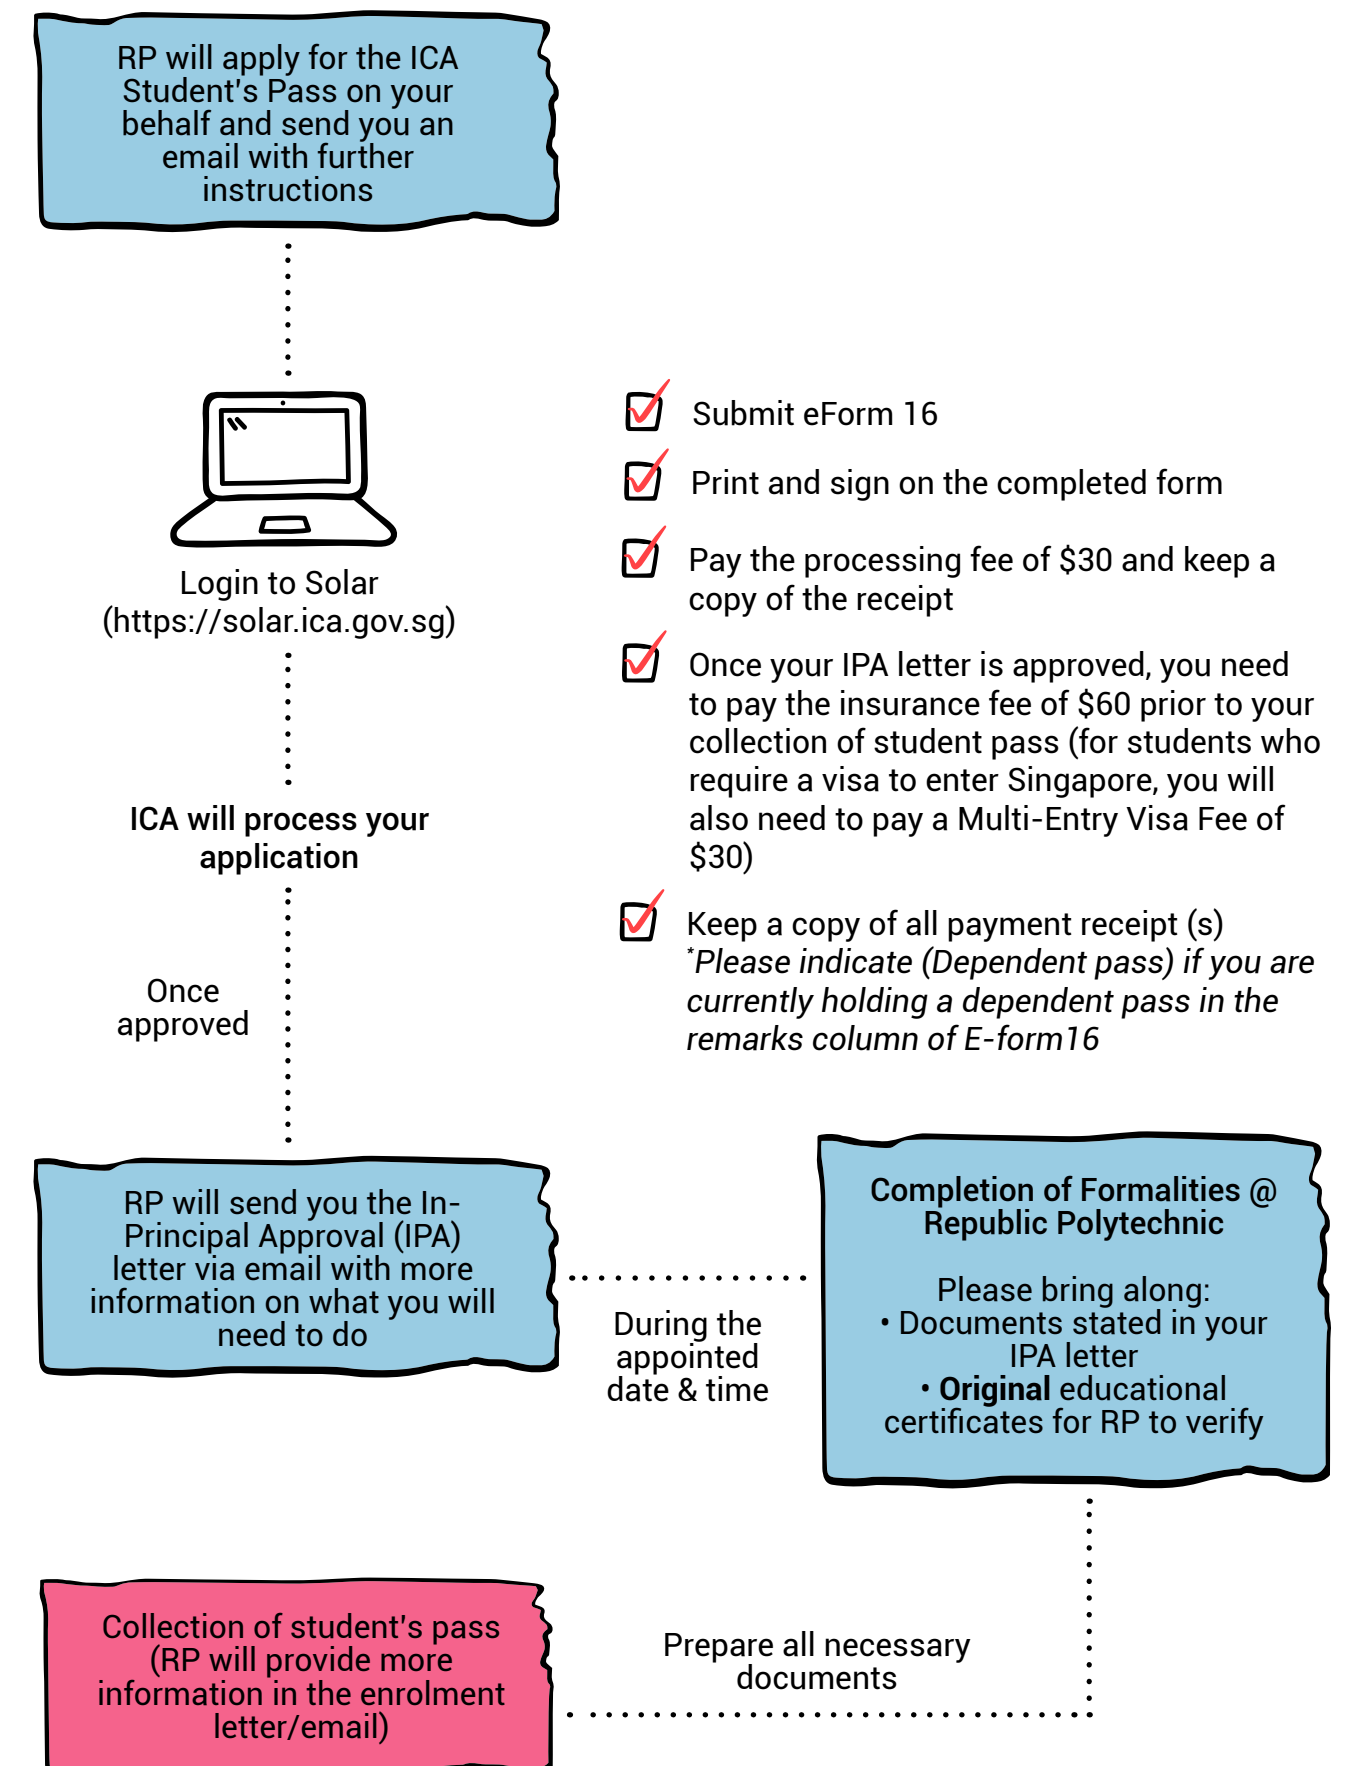 RP will apply for the ICA
Student's Pass on your
behalf and send you an
email with further
instructions
Login to Solar
(https://solar.ica.gov.sg)
Submit eForm 16
Print and sign on the completed form
Pay the processing fee of $30 and keep a
copy of the receipt
Once your IPA letter is approved, you need
to pay the insurance fee of $60 prior to your
collection of student pass (for students who
require a visa to enter Singapore, you will
also need to pay a Multi-Entry Visa Fee of
$30)
Keep a copy of all payment receipt (s)
*Please indicate (Dependent pass) if you are
currently holding a dependent pass in the
remarks column of E-form16
ICA will process your
application
Once
approved
RP will send you the In-
Principal Approval (IPA)
letter via email with more
information on what you will
need to do
During the
appointed
date & time
Completion of Formalities @
Republic Polytechnic
Please bring along:
• Documents stated in your
IPA letter
• Original educational
certificates for RP to verify
Prepare all necessary
documents
Collection of student's pass
(RP will provide more
information in the enrolment
letter/email)